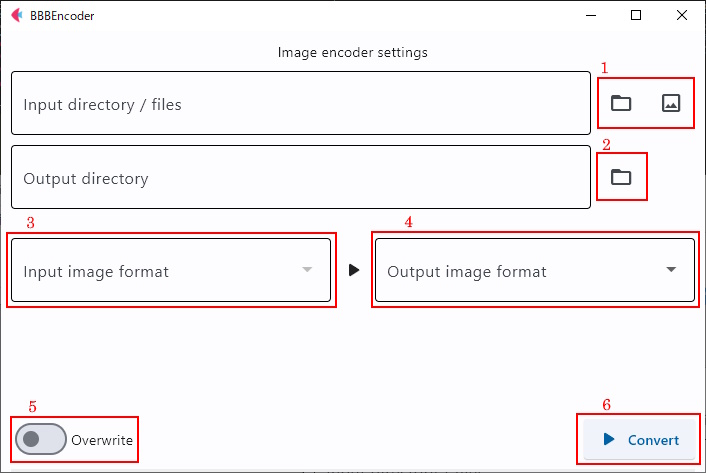 BBBEncoder
Image encoder settings
1
Input directory / files
2
Output directory
3
4
Input image format
Output image format
5
6
Overwrite
Convert